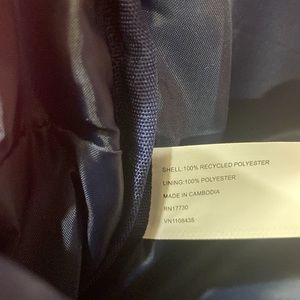 SHELL:100% RECYCLED POLYESTER
LINING:100% POLYESTER
MADE IN CAMBODIA
RN17730
VN1108435